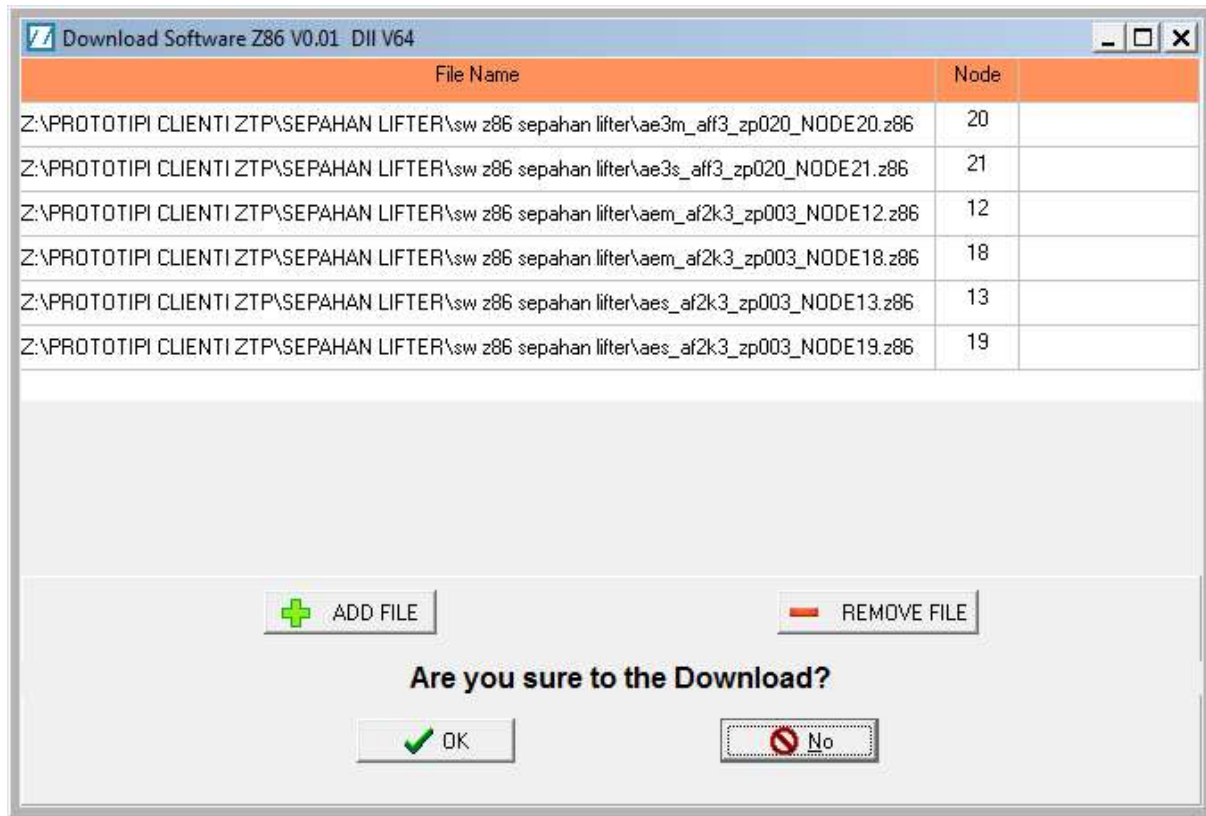 Download Software Z86 V0.01 Dll V64
File Name Node
Z:\PROTOTIPI CLIENTI ZTP\SEPAHAN LIFTER\sw z86 sepahan lifter\ae3m_aff3_zp020_NODE20.z86 20
Z:\PROTOTIPI CLIENTI ZTP\SEPAHAN LIFTER\sw z86 sepahan lifter\ae3s_aff3_zp020_NODE21.z86 21
Z:\PROTOTIPI CLIENTI ZTP\SEPAHAN LIFTER\sw z86 sepahan lifter\aem_af2k3_zp003_NODE12.z86 12
Z:\PROTOTIPI CLIENTI ZTP\SEPAHAN LIFTER\sw z86 sepahan lifter\aem_af2k3_zp003_NODE18.z86 18
Z:\PROTOTIPI CLIENTI ZTP\SEPAHAN LIFTER\sw z86 sepahan lifter\aes_af2k3_zp003_NODE13.z86 13
Z:\PROTOTIPI CLIENTI ZTP\SEPAHAN LIFTER\sw z86 sepahan lifter\aes_af2k3_zp003_NODE19.z86 19
ADD FILE REMOVE FILE
Are you sure to the Download?
OK No